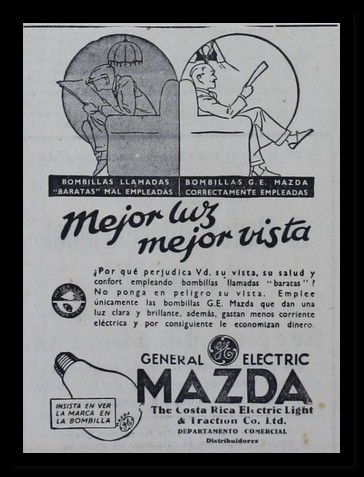 BOMBILLAS LLAMADAS
"BARATAS" MAL EMPLEADAS
BOMBILLAS G.E. MAZDA
CORRECTAMENTE EMPLEADAS
Mejor luz
mejor vista
¿Por qué perjudica Vd. su vista, su salud y
confort empleando bombillas llamadas "baratas"?
No ponga en peligro su vista. Emplee
únicamente las bombillas G.E. Mazda que dan una
luz clara y brillante, además, gastan menos corriente
eléctrica y por consiguiente le economizan dinero.
GENERAL GE ELECTRIC
MAZDA
INSISTA EN VER
LA MARCA EN
LA BOMBILLA
GE
The Costa Rica Electric Light
& Traction Co. Ltd.
DEPARTAMENTO COMERCIAL
Distribuidores